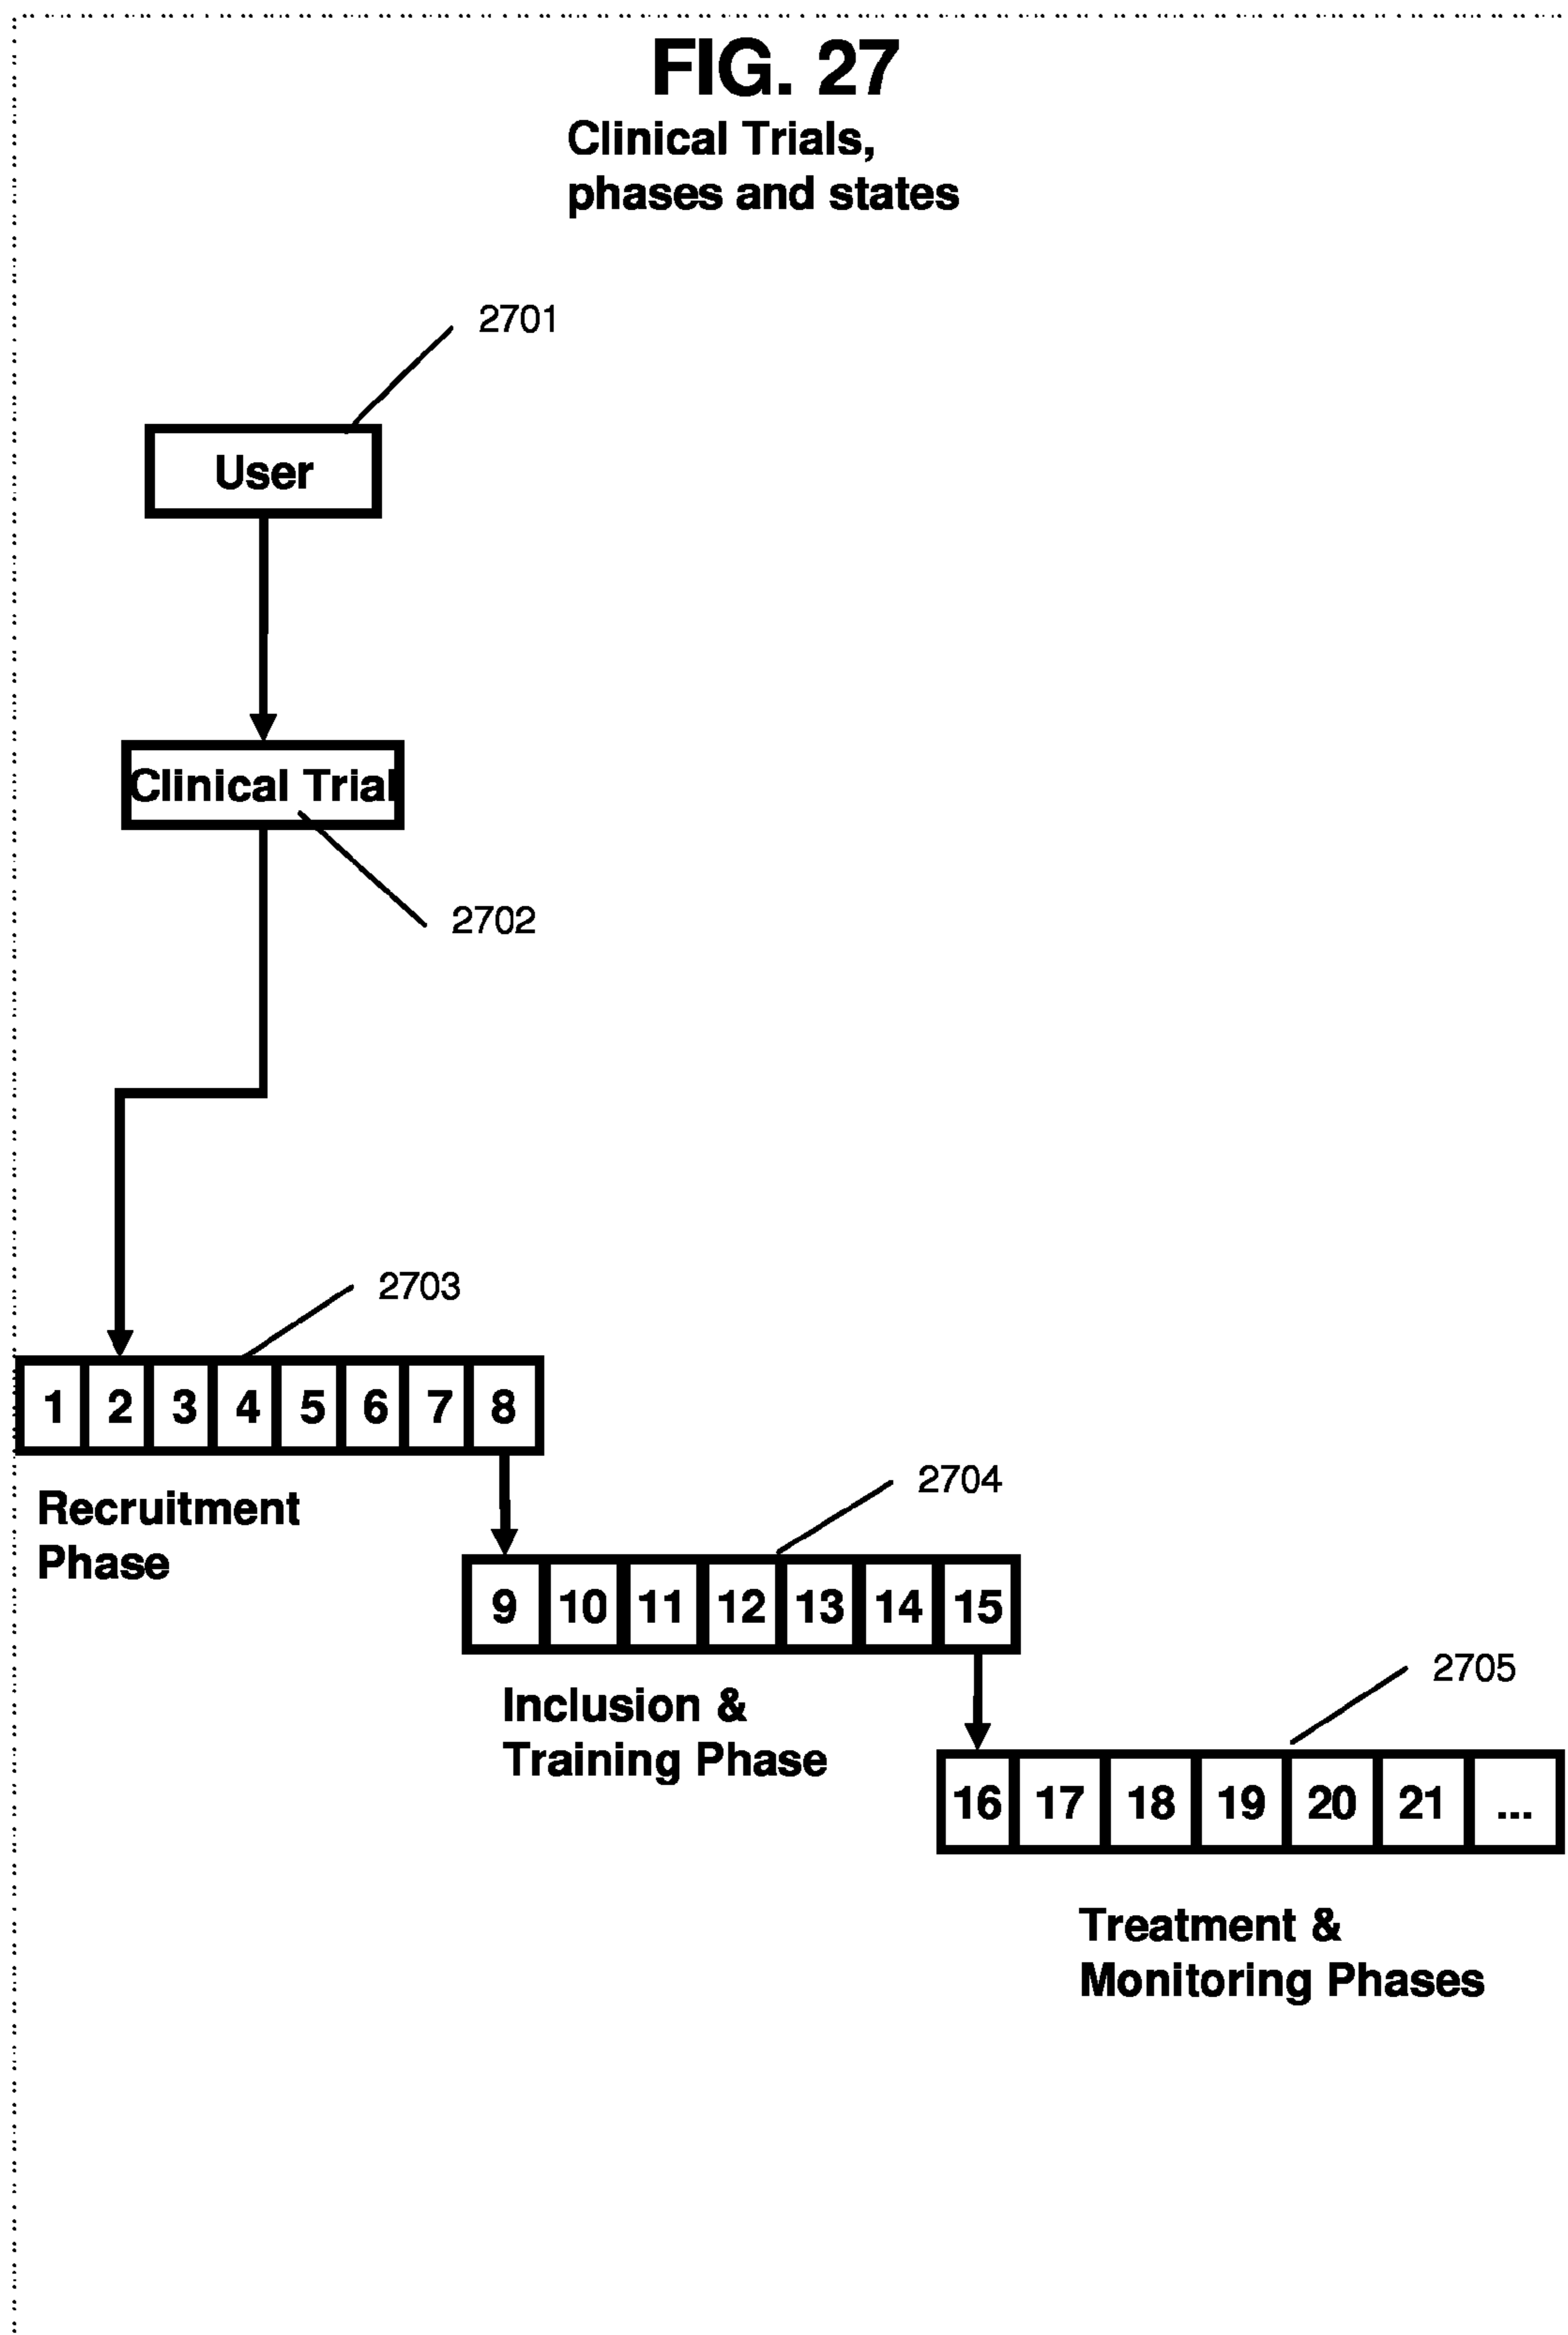 FIG. 27
Clinical Trials,
phases and states
2701
User
Clinical Trial
2702
2703
1 2 3 4 5 6 7 8
Recruitment
Phase
2704
9 10 11 12 13 14 15
Inclusion &
Training Phase
2705
16 17 18 19 20 21 ...
Treatment &
Monitoring Phases